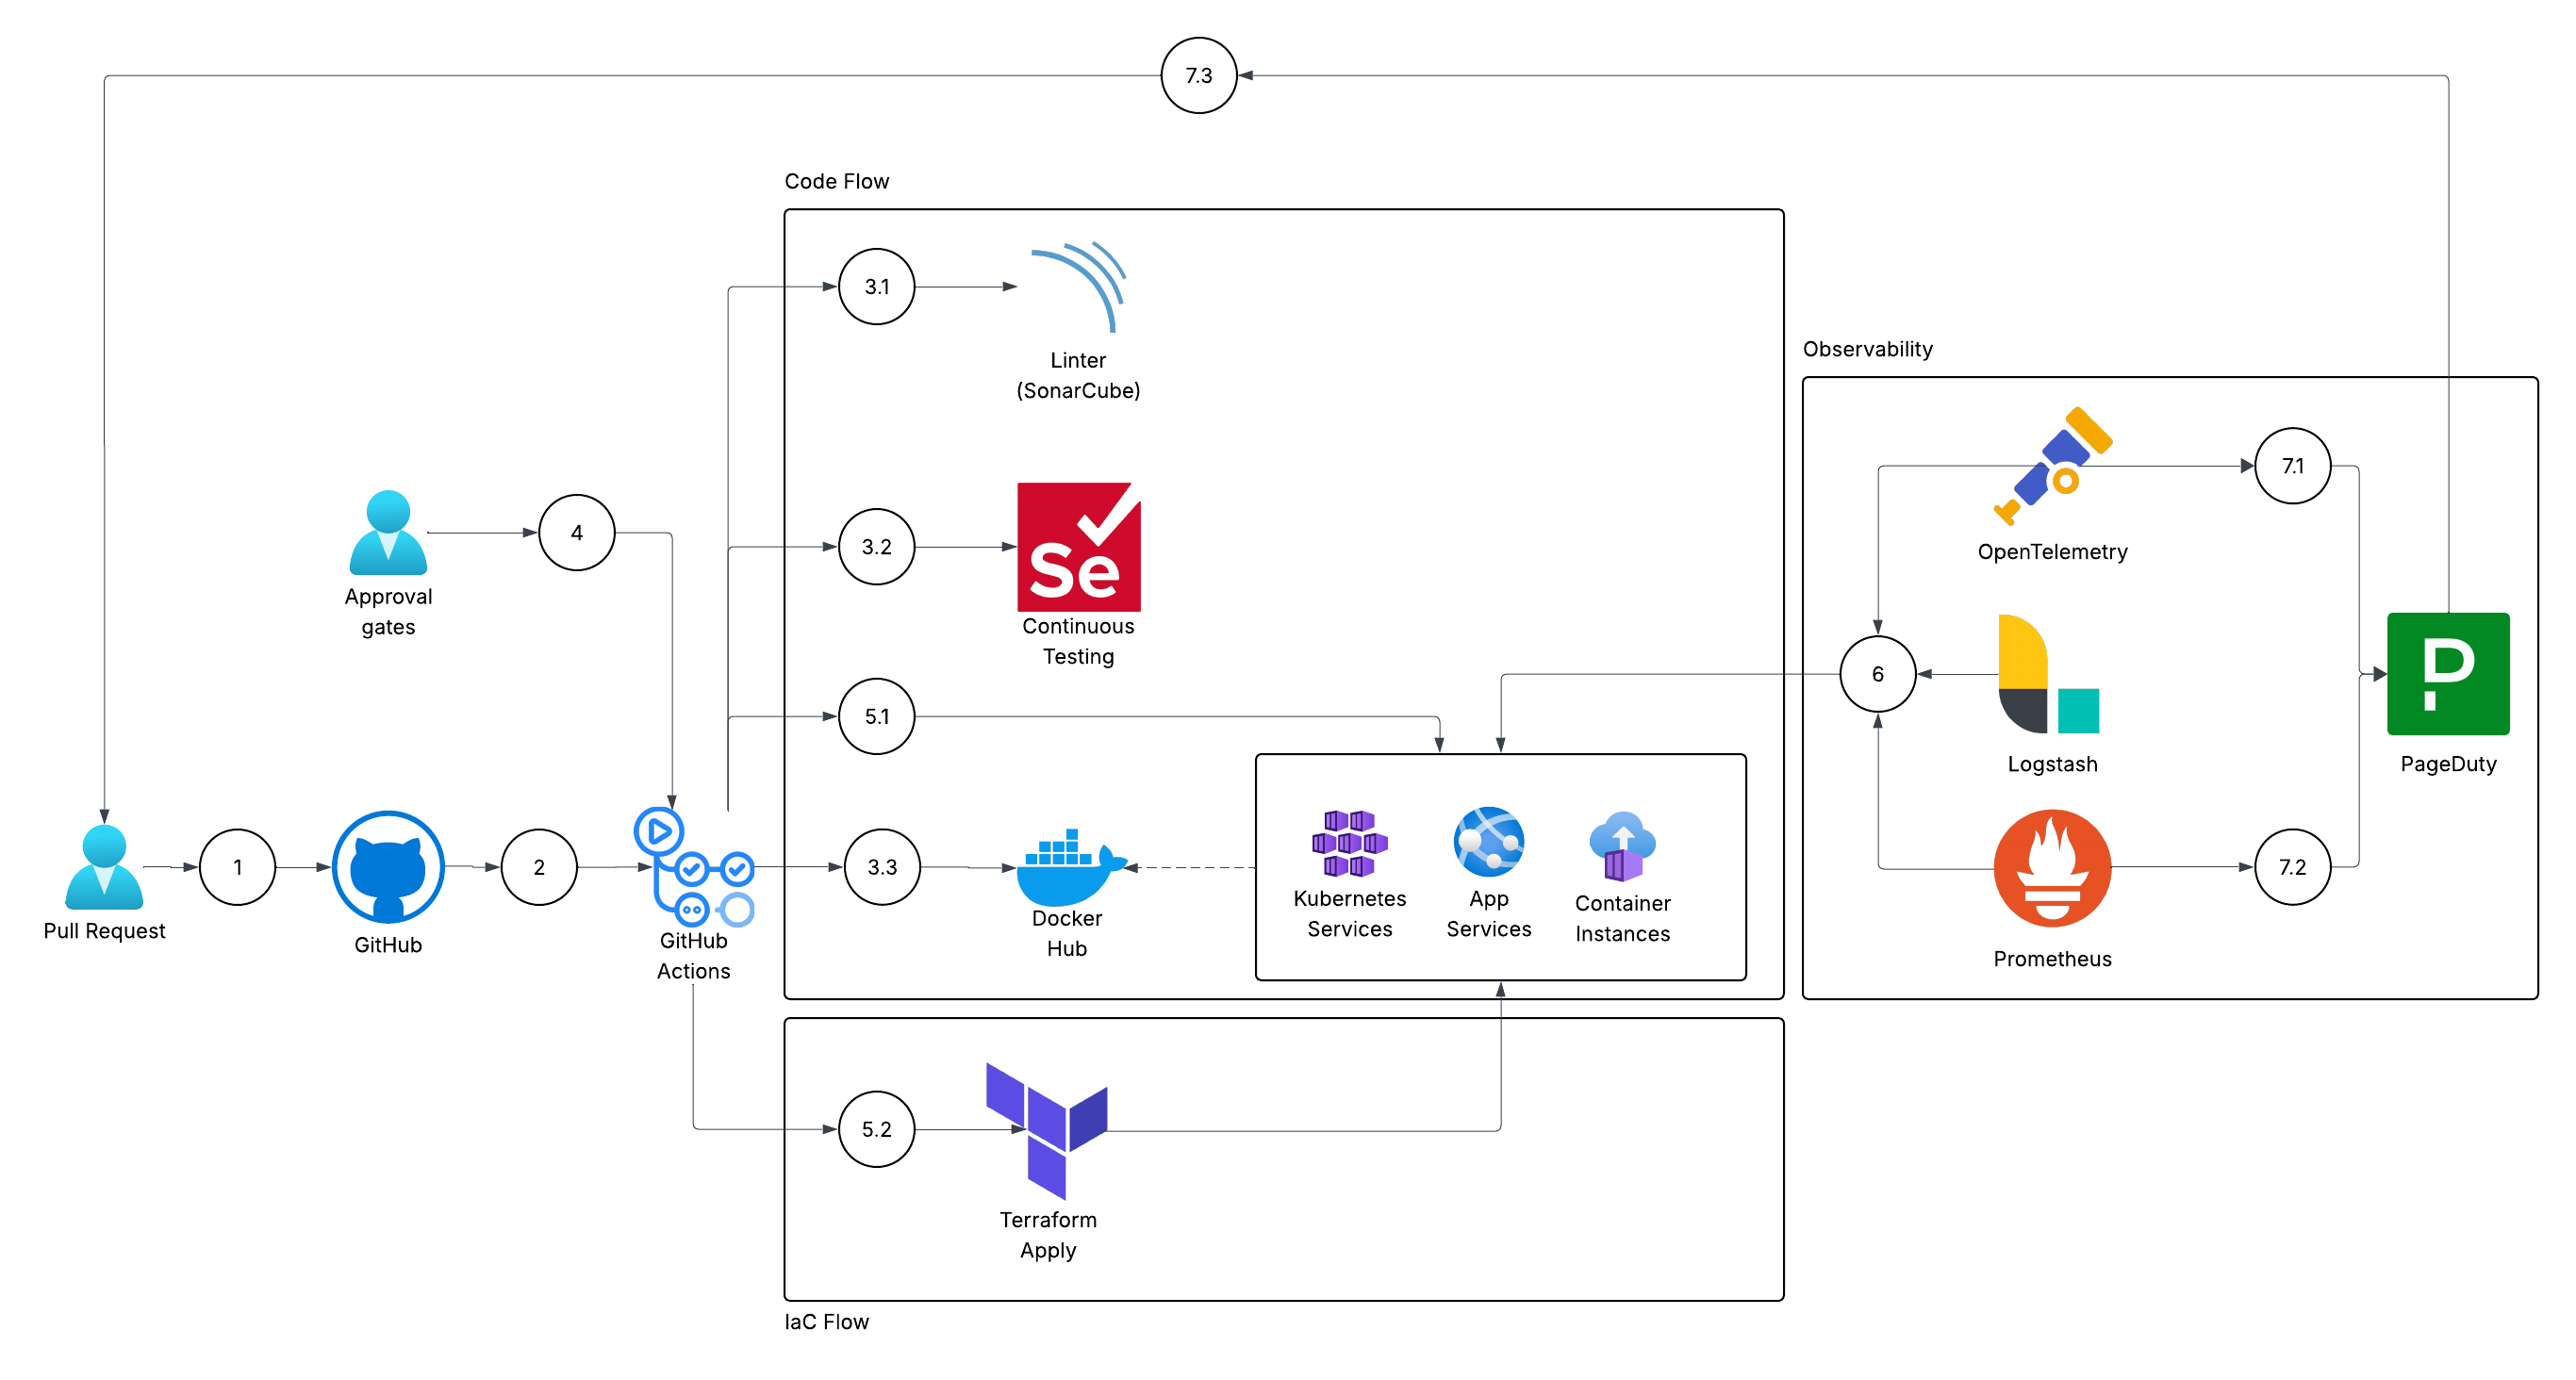 7.3
Code Flow
3.1
Linter
(SonarCube)
Observability
7.1
OpenTelemetry
4
Approval
gates
3.2
Se
Continuous
Testing
6
Logstash
P
PageDuty
5.1
Pull Request
1
GitHub
2
GitHub
Actions
3.3
Docker
Hub
Kubernetes
Services
App
Services
Container
Instances
7.2
Prometheus
5.2
Terraform
Apply
IaC Flow